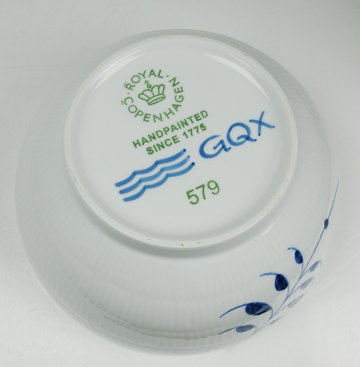 ROYAL
COPENHAGEN
HANDPAINTED
SINCE 1775
GQX
579